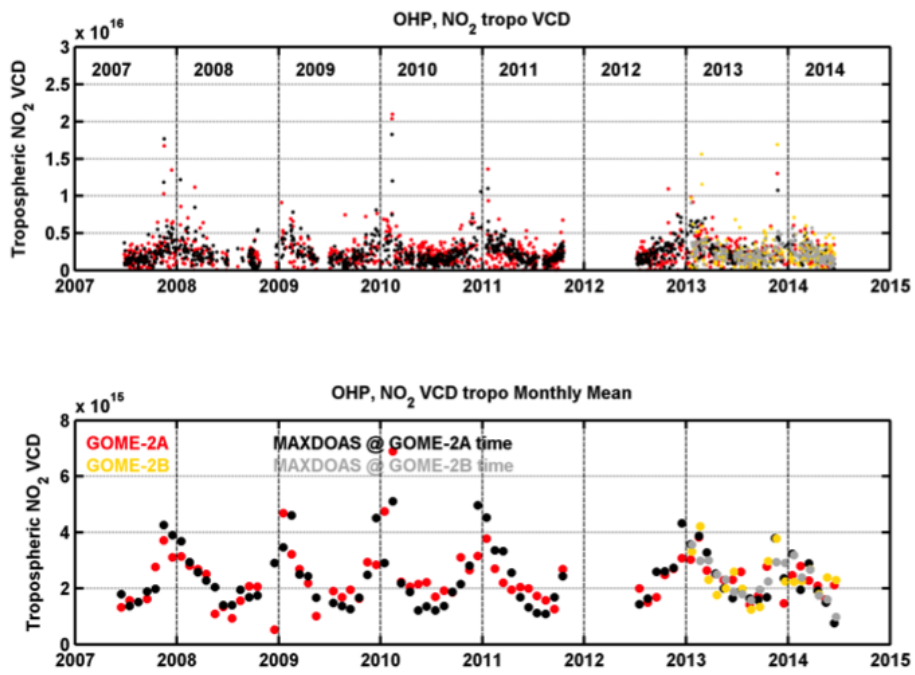 OHP, NO2 tropo VCD
x 10^16
Tropospheric NO2 VCD
3
2.5
2
1.5
1
0.5
0
2007 2008 2009 2010 2011 2012 2013 2014
2007 2008 2009 2010 2011 2012 2013 2014 2015
OHP, NO2 VCD tropo Monthly Mean
x 10^15
Tropospheric NO2 VCD
8
6
4
2
0
GOME-2A MAXDOAS @ GOME-2A time
GOME-2B MAXDOAS @ GOME-2B time
2007 2008 2009 2010 2011 2012 2013 2014 2015